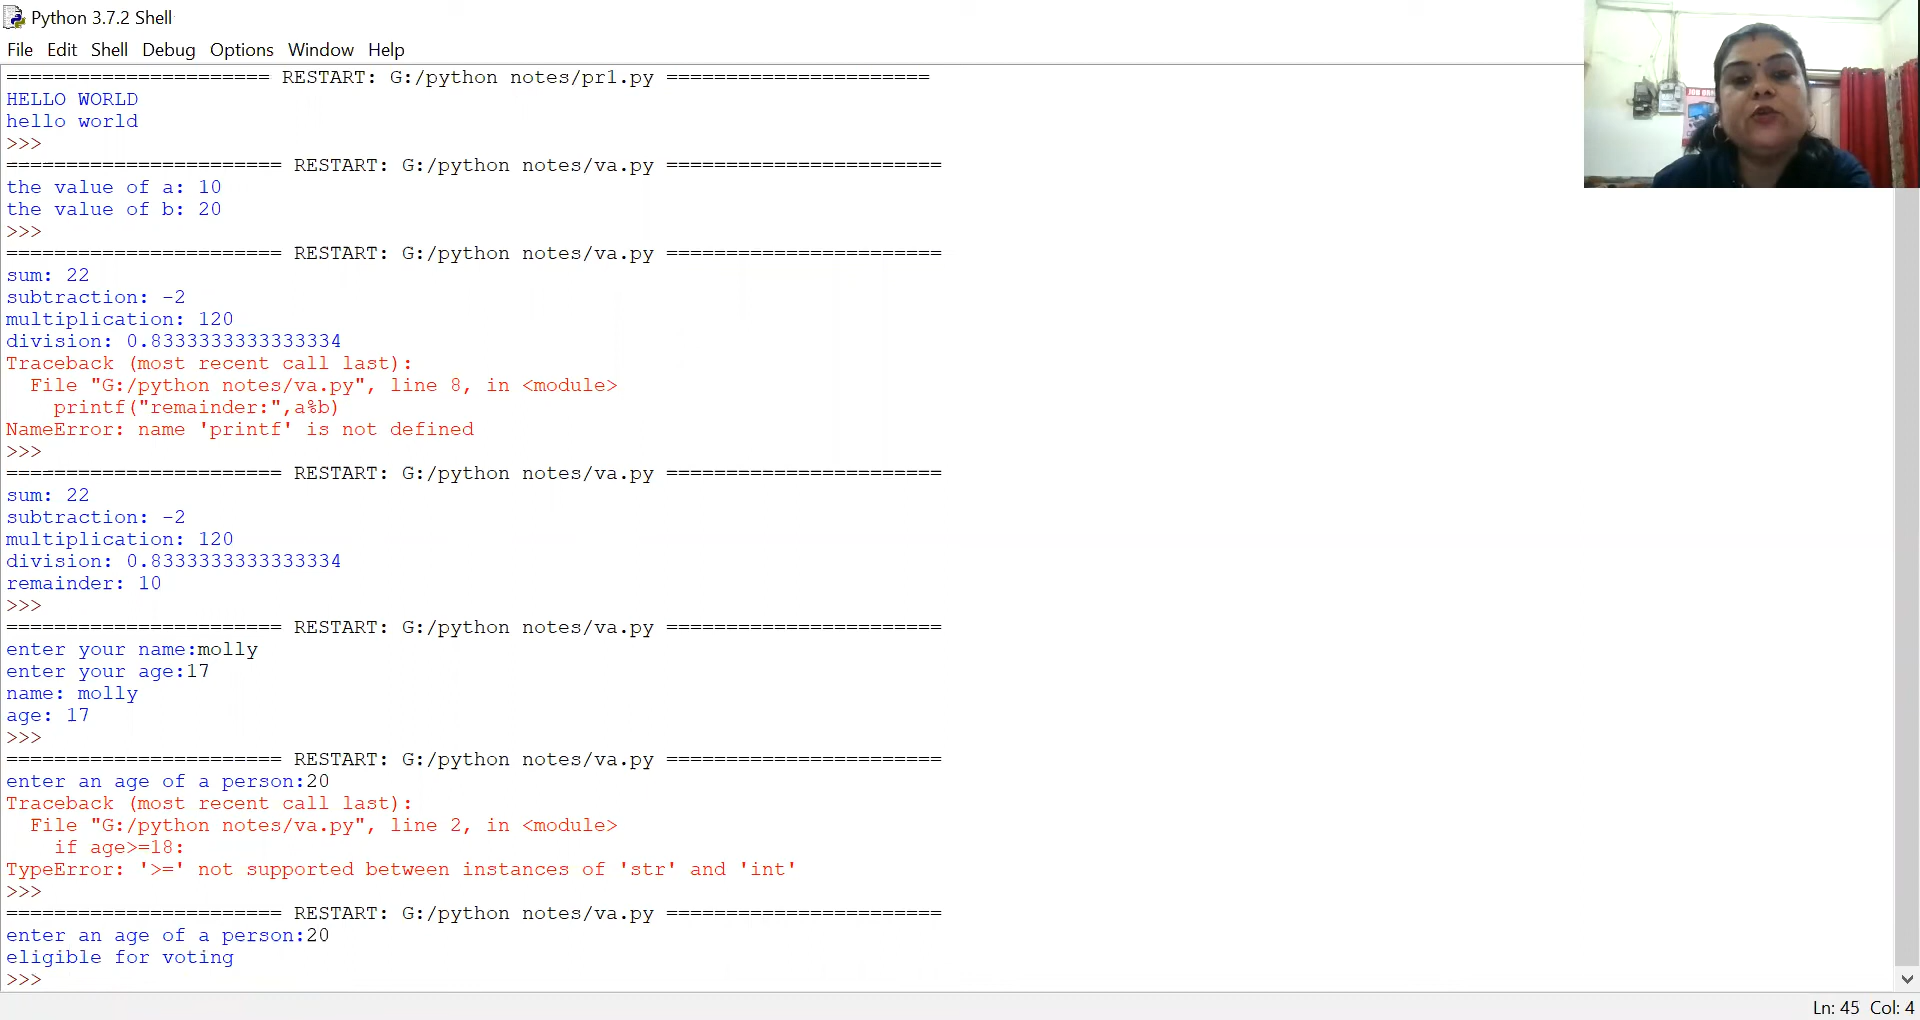 Python 3.7.2 Shell
File Edit Shell Debug Options Window Help
====================== RESTART: G:/python notes/pr1.py ======================
HELLO WORLD
hello world
>>>
======================= RESTART: G:/python notes/va.py =======================
the value of a: 10
the value of b: 20
>>>
======================= RESTART: G:/python notes/va.py =======================
sum: 22
subtraction: -2
multiplication: 120
division: 0.8333333333333334
Traceback (most recent call last):
  File "G:/python notes/va.py", line 8, in <module>
    printf("remainder:",a%b)
NameError: name 'printf' is not defined
>>>
======================= RESTART: G:/python notes/va.py =======================
sum: 22
subtraction: -2
multiplication: 120
division: 0.8333333333333334
remainder: 10
>>>
======================= RESTART: G:/python notes/va.py =======================
enter your name:molly
enter your age:17
name: molly
age: 17
>>>
======================= RESTART: G:/python notes/va.py =======================
enter an age of a person:20
Traceback (most recent call last):
  File "G:/python notes/va.py", line 2, in <module>
    if age>=18:
TypeError: '>=' not supported between instances of 'str' and 'int'
>>>
======================= RESTART: G:/python notes/va.py =======================
enter an age of a person:20
eligible for voting
>>>
Ln: 45 Col: 4